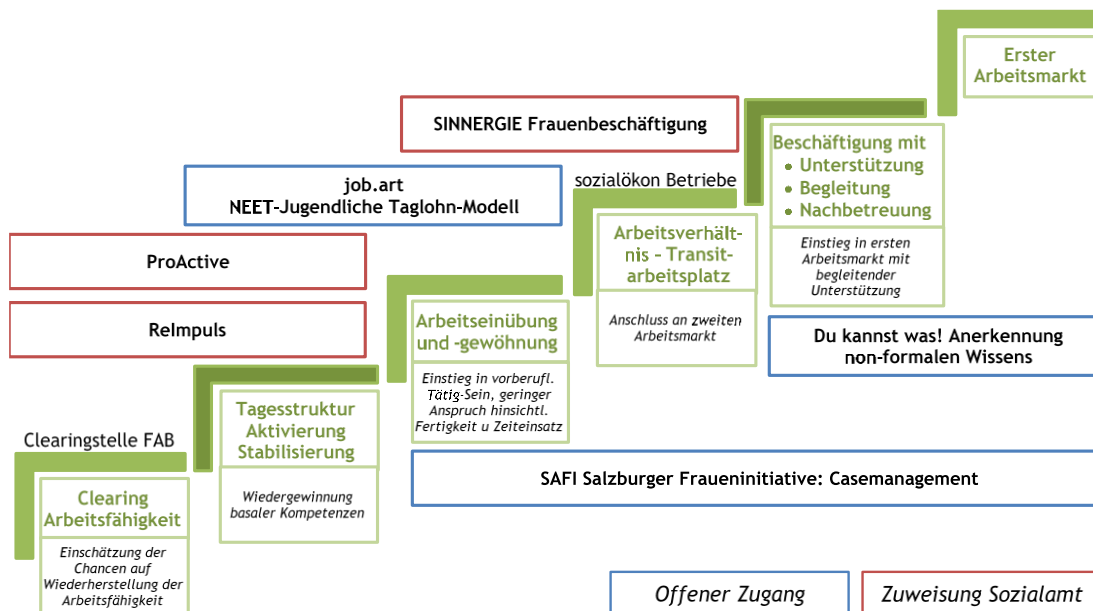 Erster
Arbeitsmarkt
SINNERGIE Frauenbeschäftigung
Beschäftigung mit
• Unterstützung
• Begleitung
• Nachbetreuung
Einstieg in ersten
Arbeitsmarkt mit
begleitender
Unterstützung
job.art
NEET-Jugendliche Taglohn-Modell
sozialökon Betriebe
Arbeitsverhält-
nis - Transit-
arbeitsplatz
Anschluss an zweiten
Arbeitsmarkt
ProActive
ReImpuls
Arbeitseinübung
und -gewöhnung
Einstieg in vorberufl.
Tätig-Sein, geringer
Anspruch hinsichtl.
Fertigkeit u Zeiteinsatz
Du kannst was! Anerkennung
non-formalen Wissens
Tagesstruktur
Aktivierung
Stabilisierung
Wiedergewinnung
basaler Kompetenzen
Clearingstelle FAB
Clearing
Arbeitsfähigkeit
Einschätzung der
Chancen auf
Wiederherstellung der
Arbeitsfähigkeit
SAFI Salzburger Fraueninitiative: Casemanagement
Offener Zugang
Zuweisung Sozialamt